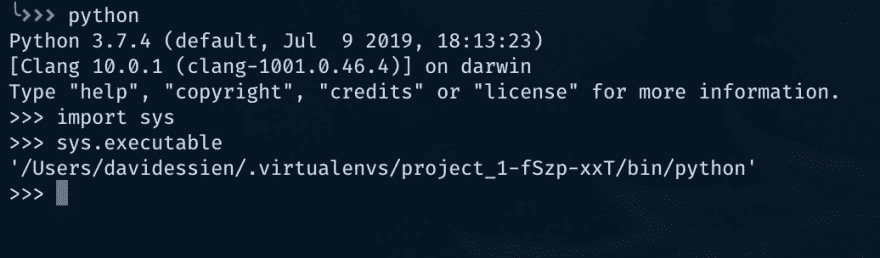 ╰>>> python
Python 3.7.4 (default, Jul  9 2019, 18:13:23)
[Clang 10.0.1 (clang-1001.0.46.4)] on darwin
Type "help", "copyright", "credits" or "license" for more information.
>>> import sys
>>> sys.executable
'/Users/davidessien/.virtualenvs/project_1-fSzp-xxT/bin/python'
>>>